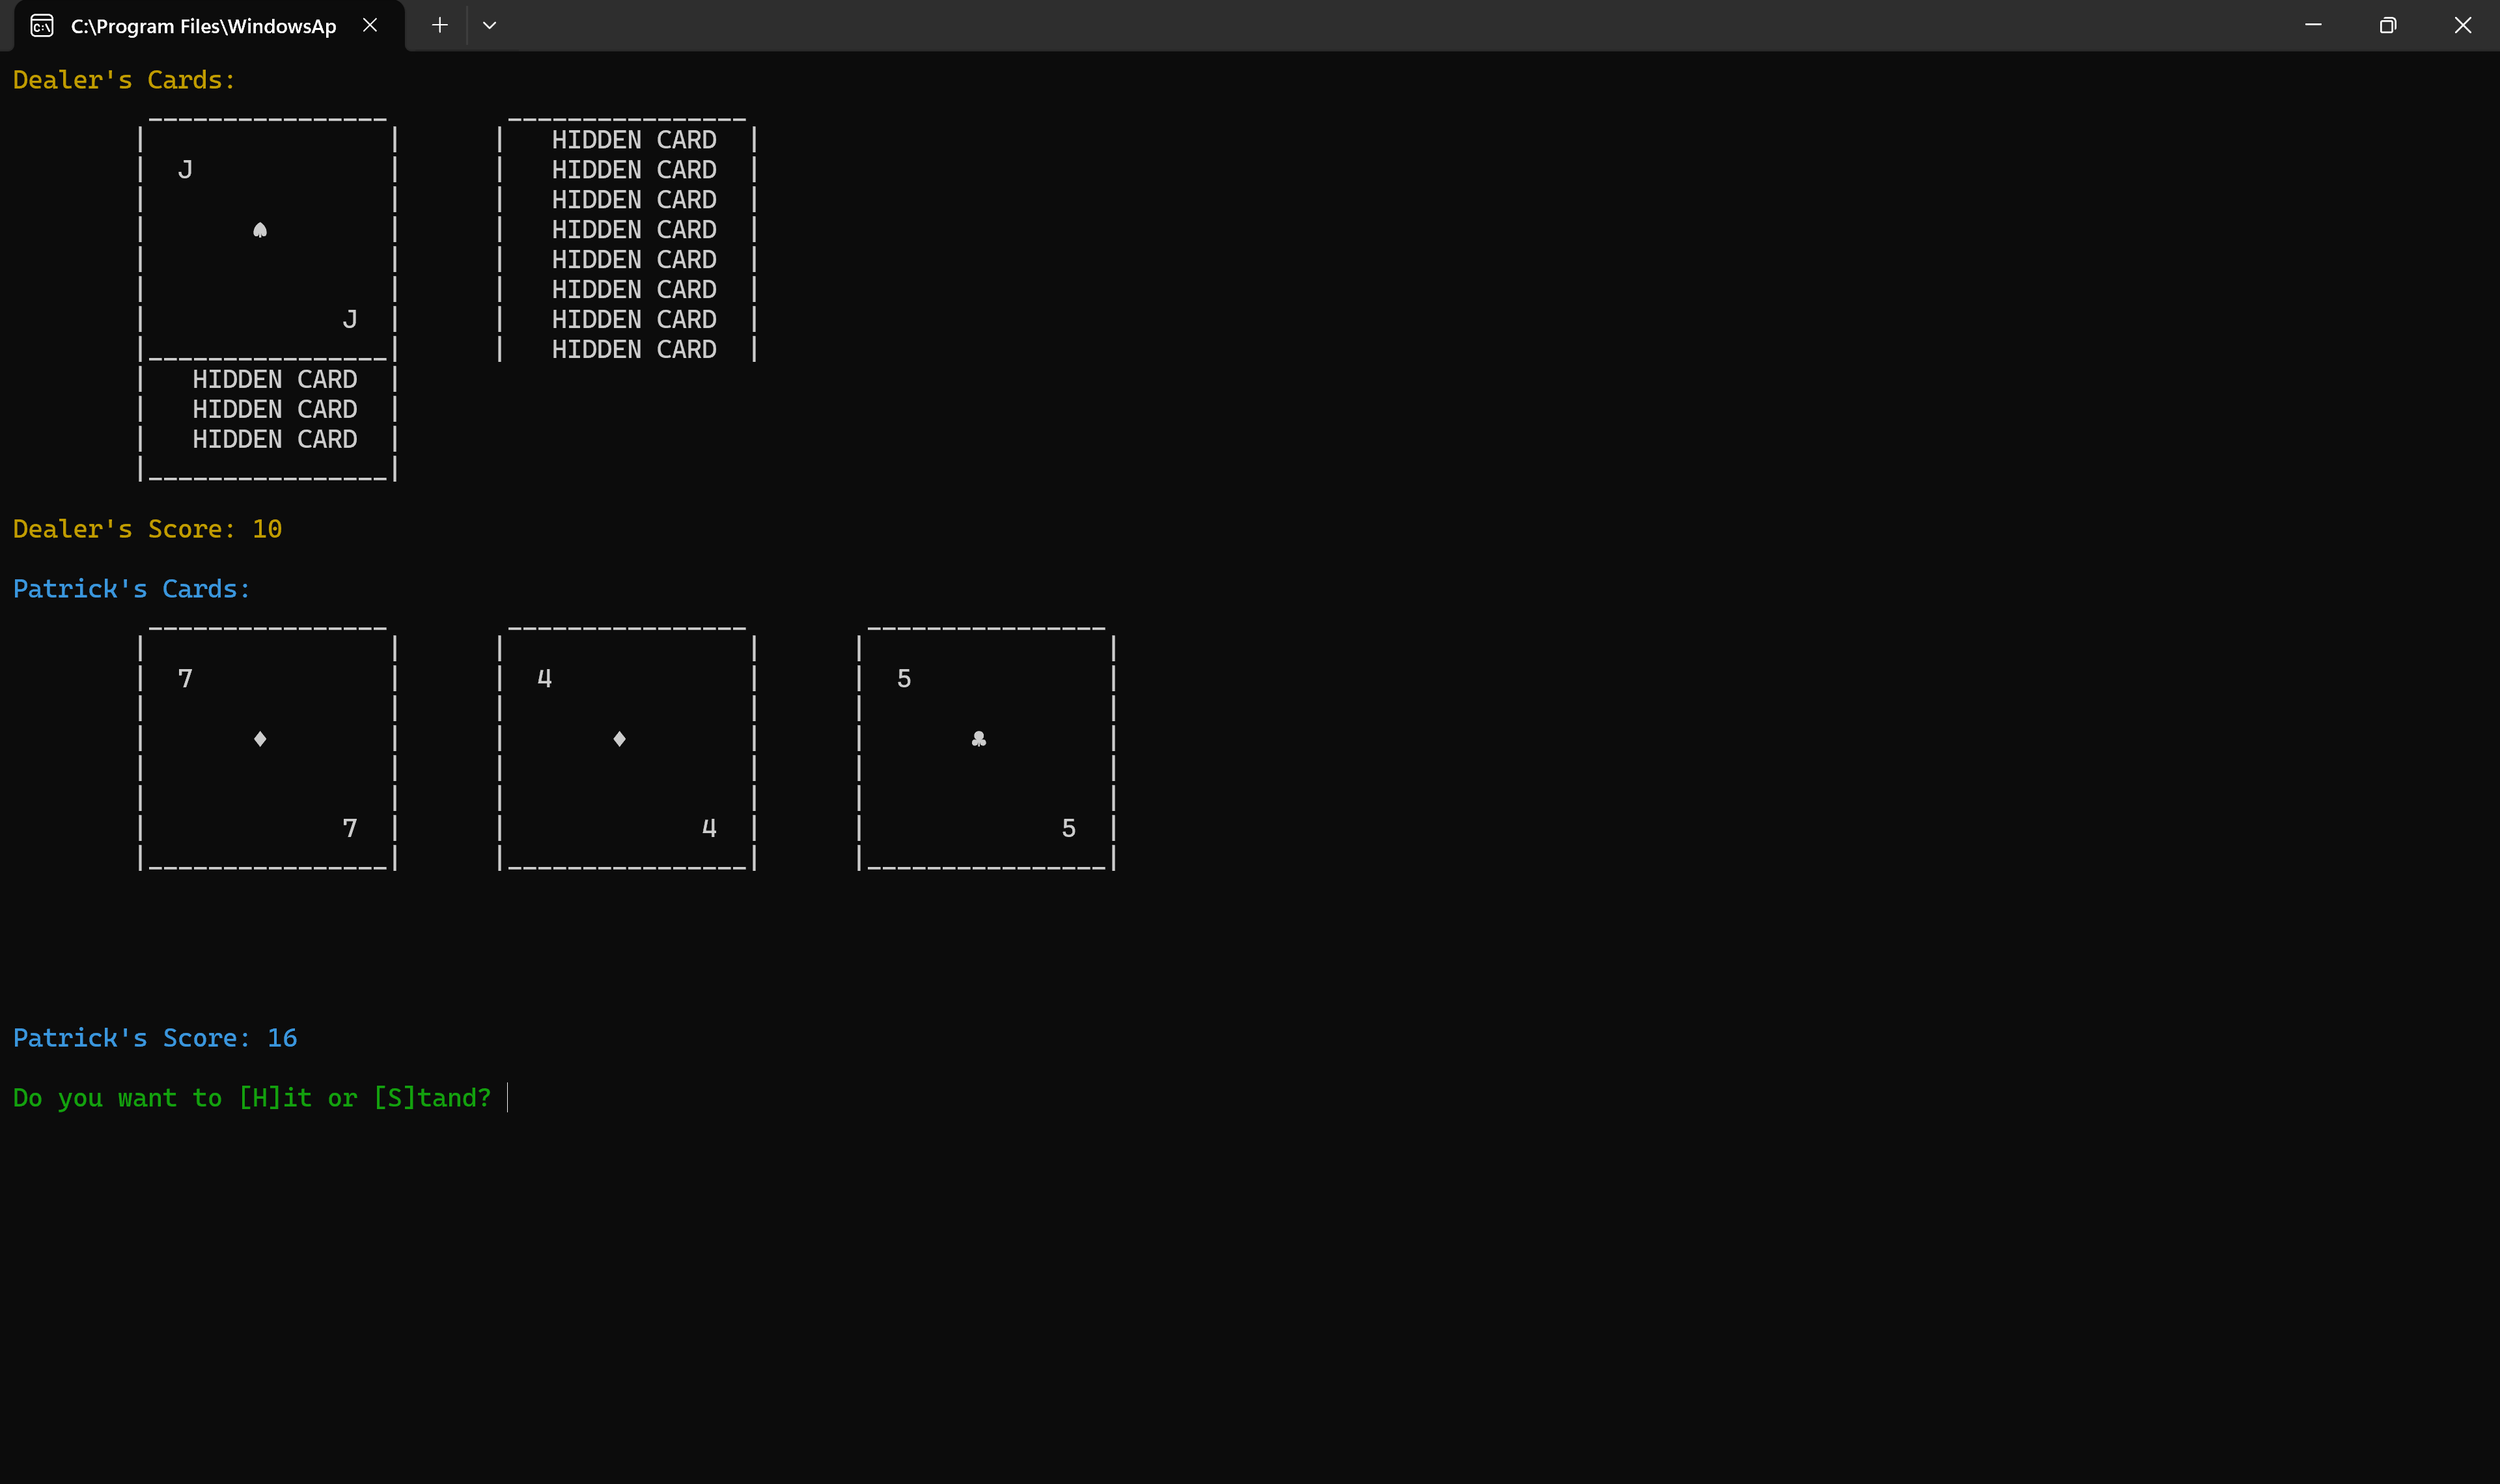 C:\Program Files\WindowsAp
Dealer's Cards:
HIDDEN CARD
J HIDDEN CARD
HIDDEN CARD
♠ HIDDEN CARD
HIDDEN CARD
HIDDEN CARD
J HIDDEN CARD
HIDDEN CARD
HIDDEN CARD
HIDDEN CARD
HIDDEN CARD
Dealer's Score: 10
Patrick's Cards:
7 4 5
♦ ♦ ♣
7 4 5
Patrick's Score: 16
Do you want to [H]it or [S]tand?